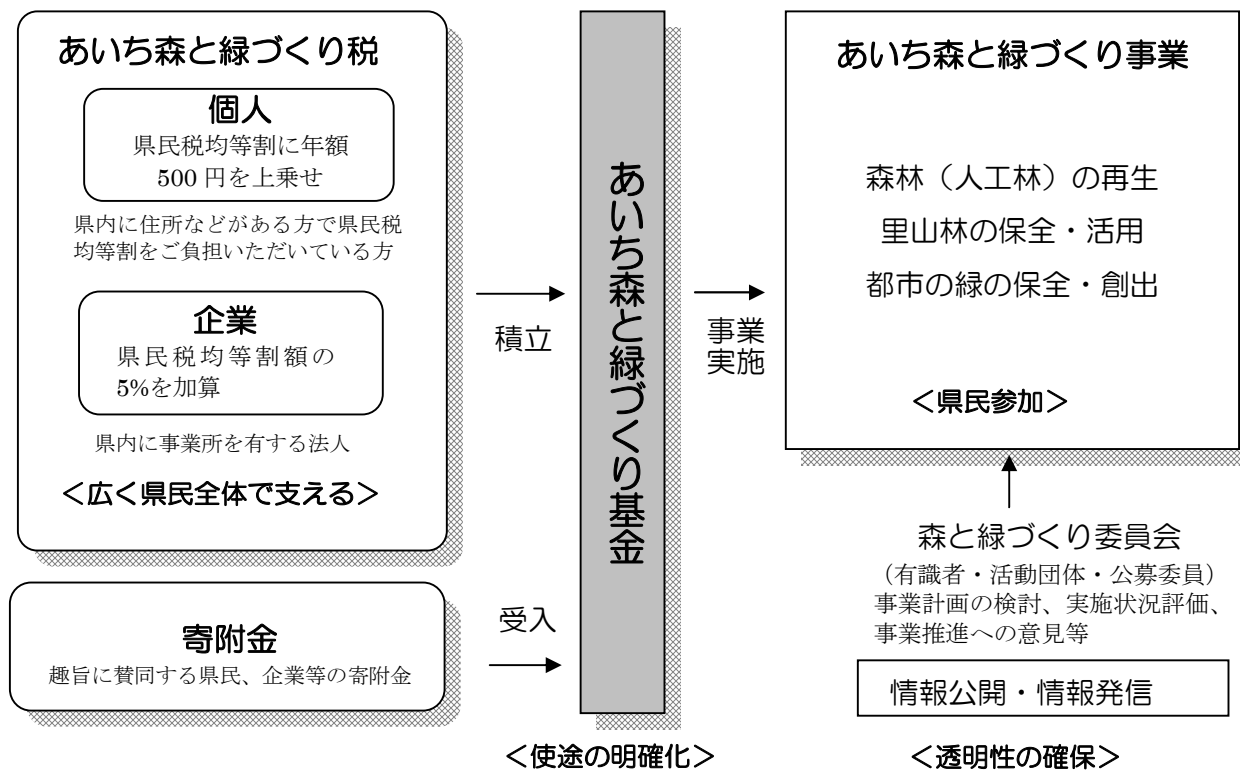 あいち森と緑づくり税
個人
県民税均等割に年額
500 円を上乗せ
県内に住所などがある方で県民税
均等割をご負担いただいている方
企業
県民税均等割額の
5%を加算
県内に事業所を有する法人
＜広く県民全体で支える＞
寄附金
趣旨に賛同する県民、企業等の寄附金
積立
受入
あいち森と緑づくり基金
＜使途の明確化＞
事業
実施
あいち森と緑づくり事業
森林（人工林）の再生
里山林の保全・活用
都市の緑の保全・創出
＜県民参加＞
森と緑づくり委員会
（有識者・活動団体・公募委員）
事業計画の検討、実施状況評価、
事業推進への意見等
情報公開・情報発信
＜透明性の確保＞